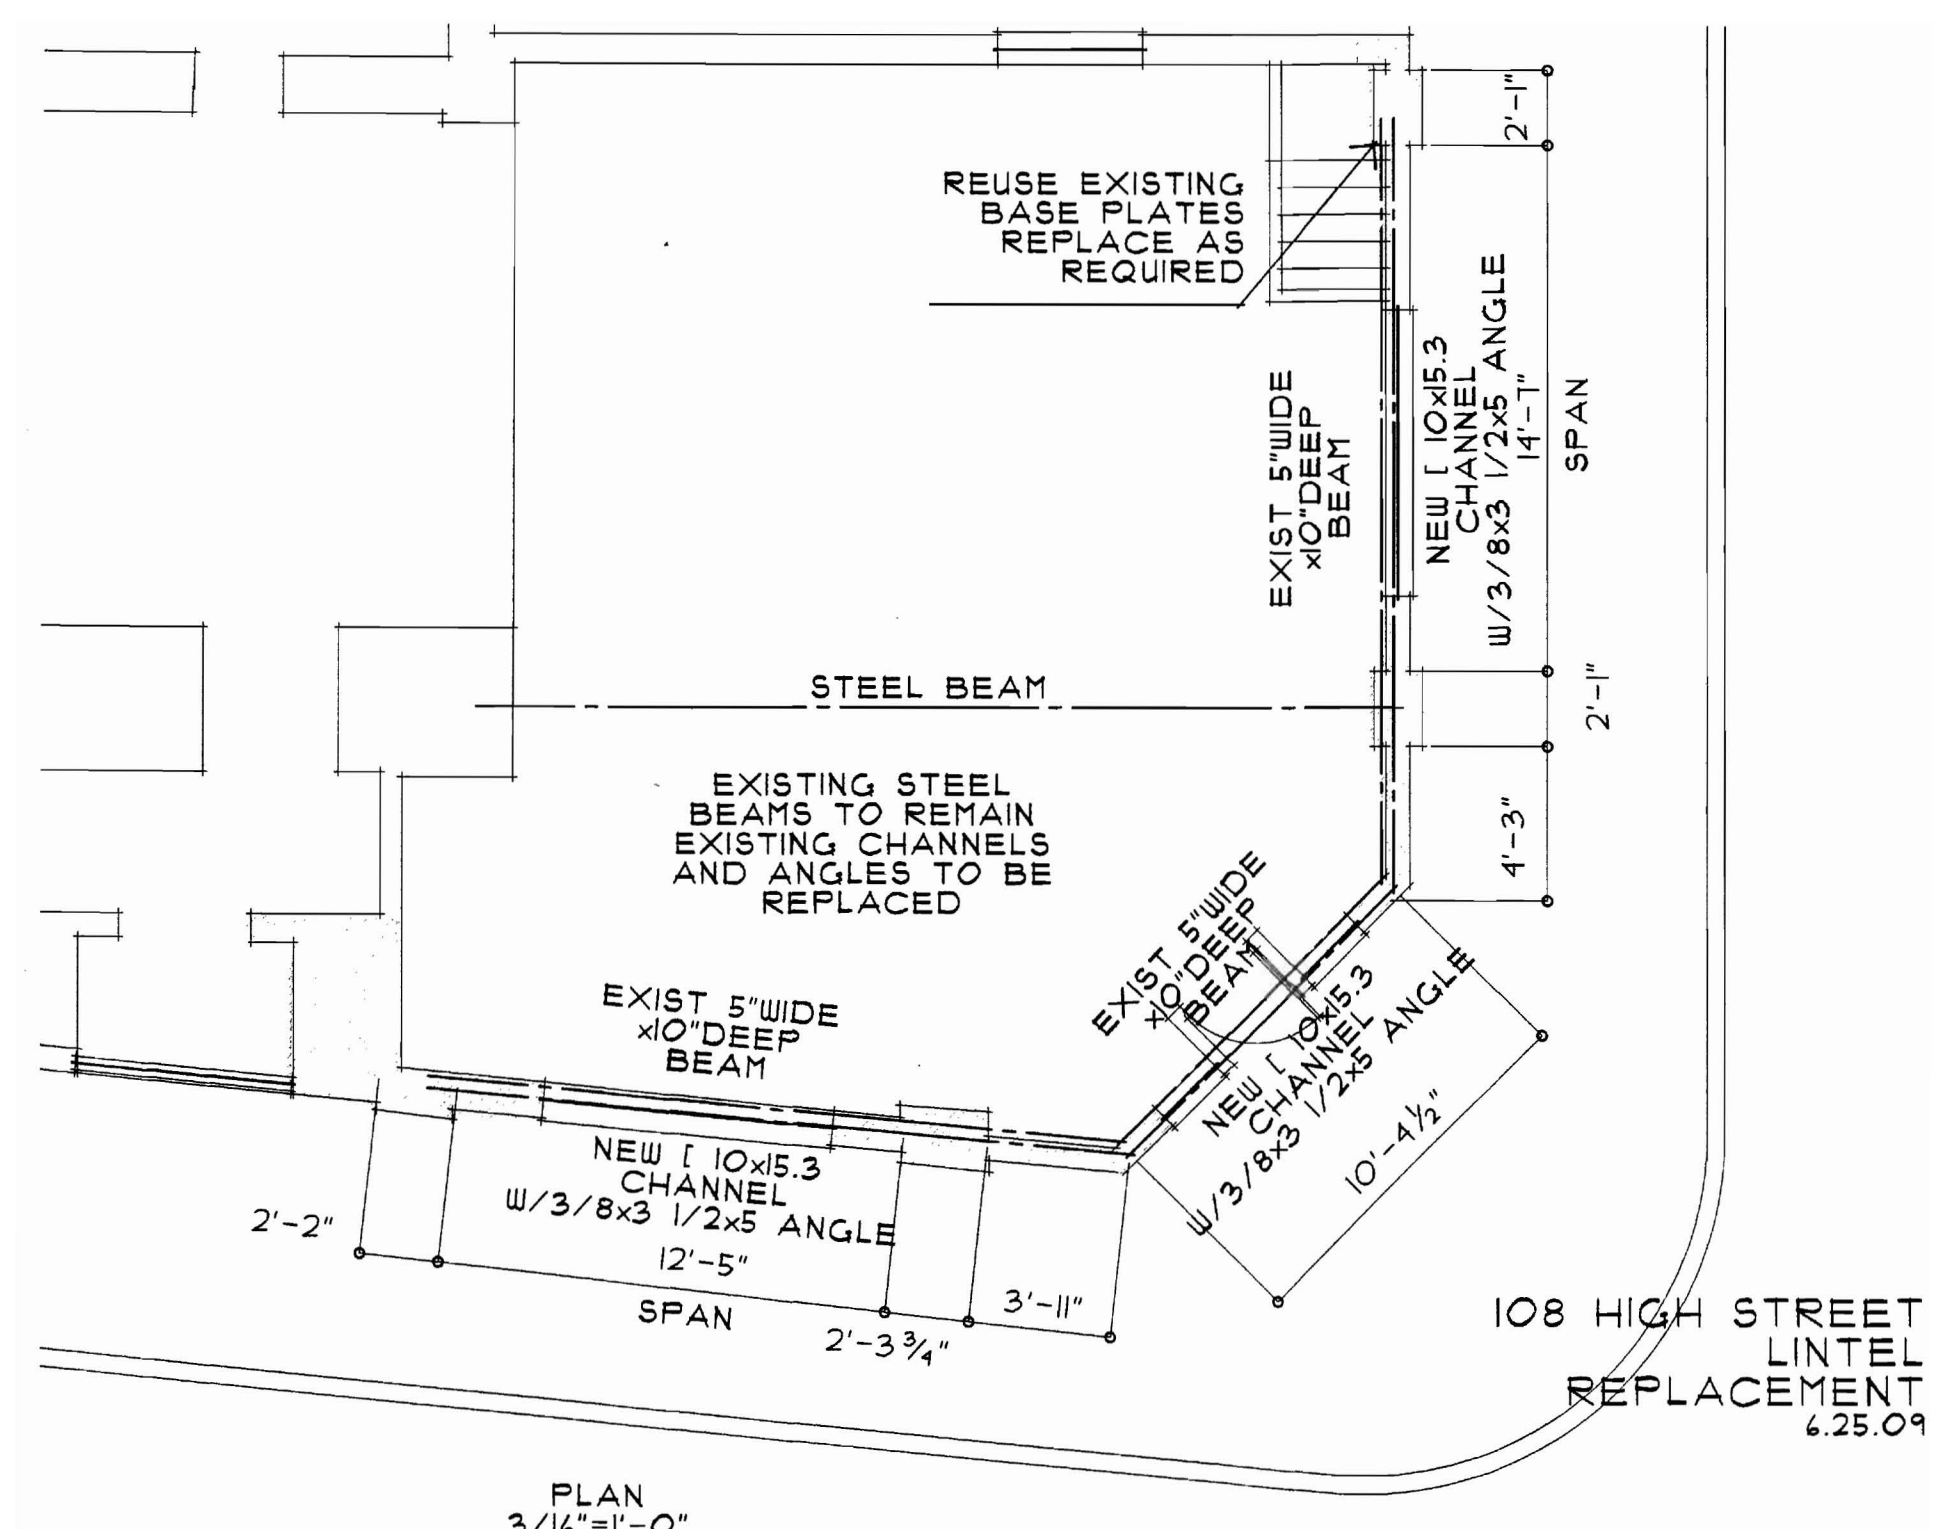 2'-1"
REUSE EXISTING
BASE PLATES
REPLACE AS
REQUIRED
EXIST 5"WIDE
x10"DEEP
BEAM
NEW [ 10x15.3
CHANNEL
W/3/8x3 1/2x5 ANGLE
14'-7"
SPAN
STEEL BEAM
2'-1"
EXISTING STEEL
BEAMS TO REMAIN
EXISTING CHANNELS
AND ANGLES TO BE
REPLACED
4'-3"
EXIST 5"WIDE
x10"DEEP
BEAM
NEW [ 10x15.3
CHANNEL
W/3/8x3 1/2x5 ANGLE
10'-4½"
EXIST 5"WIDE
x10"DEEP
BEAM
NEW [ 10x15.3
CHANNEL
W/3/8x3 1/2x5 ANGLE
2'-2"
12'-5"
SPAN
2'-3¾"
3'-11"
108 HIGH STREET
LINTEL
REPLACEMENT
6.25.09
PLAN
3/16"=1'-0"